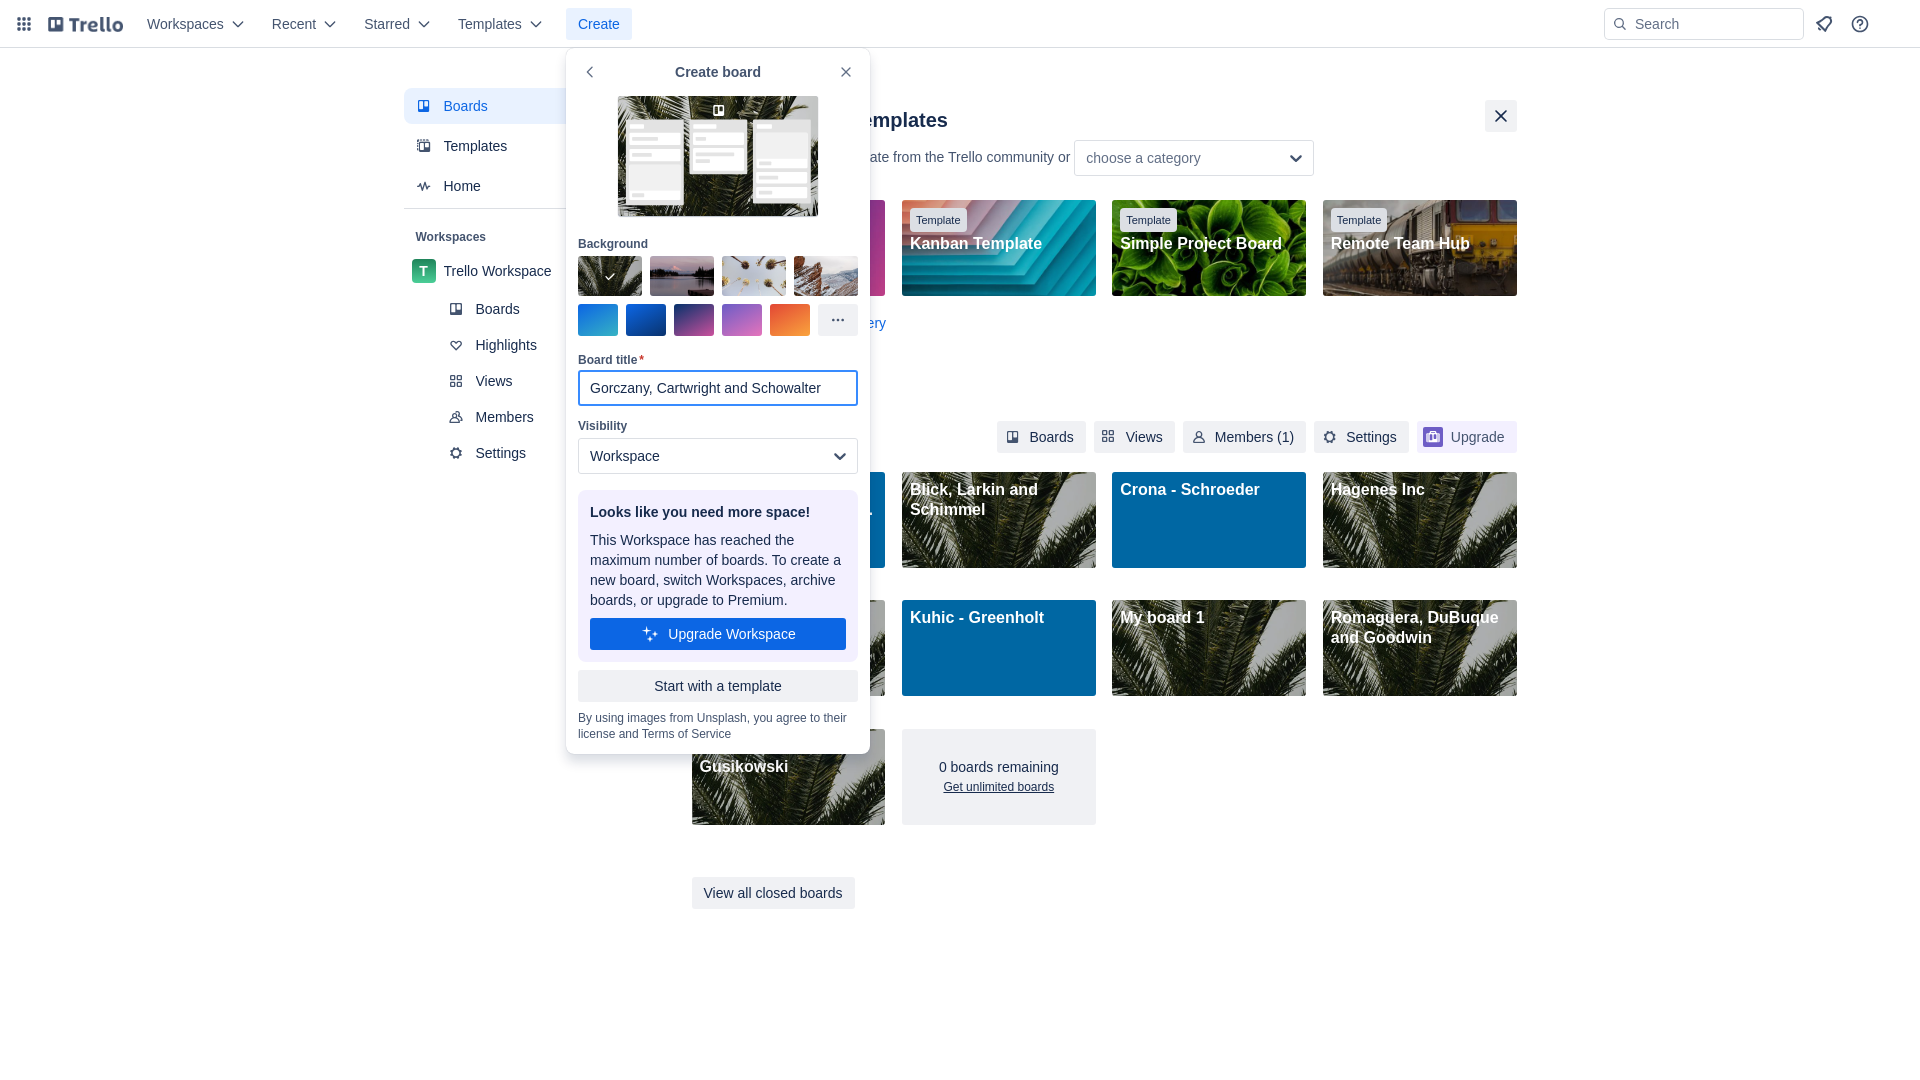 Trello
Workspaces
Recent
Starred
Templates
Create
Search
Boards
Templates
Home
Workspaces
T
Trello Workspace
Boards
Highlights
Views
Members
Settings
Create board
Background
Board title*
Gorczany, Cartwright and Schowalter
Visibility
Workspace
Looks like you need more space!
This Workspace has reached the
maximum number of boards. To create a
new board, switch Workspaces, archive
boards, or upgrade to Premium.
Upgrade Workspace
Start with a template
By using images from Unsplash, you agree to their
license and Terms of Service
emplates
ate from the Trello community or
choose a category
Template
Kanban Template
Template
Simple Project Board
Template
Remote Team Hub
ery
Boards
Views
Members (1)
Settings
Upgrade
Blick, Larkin and
Schimmel
Crona - Schroeder
Hagenes Inc
Kuhic - Greenholt
My board 1
Romaguera, DuBuque
and Goodwin
Gusikowski
0 boards remaining
Get unlimited boards
View all closed boards